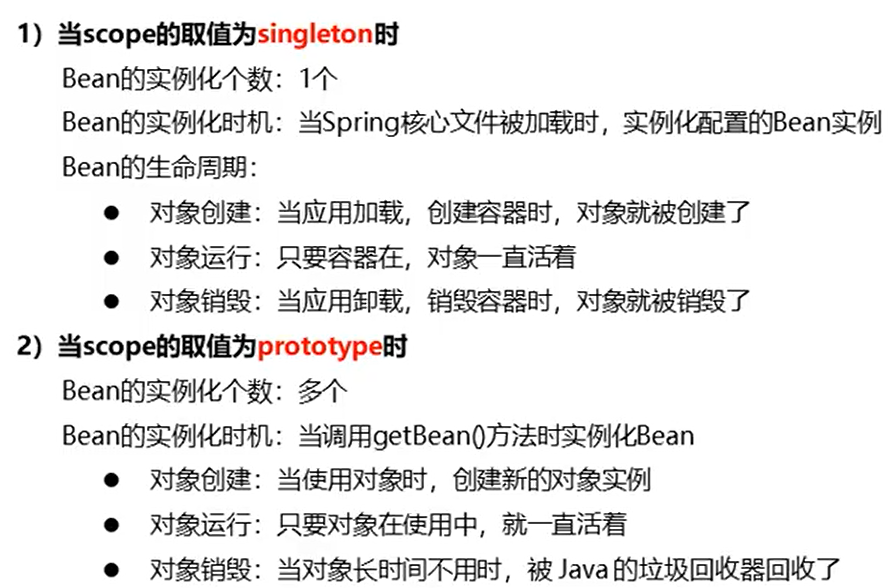 1）当scope的取值为singleton时
Bean的实例化个数：1个
Bean的实例化时机：当Spring核心文件被加载时，实例化配置的Bean实例
Bean的生命周期：
● 对象创建：当应用加载，创建容器时，对象就被创建了
● 对象运行：只要容器在，对象一直活着
● 对象销毁：当应用卸载，销毁容器时，对象就被销毁了
2）当scope的取值为prototype时
Bean的实例化个数：多个
Bean的实例化时机：当调用getBean()方法时实例化Bean
● 对象创建：当使用对象时，创建新的对象实例
● 对象运行：只要对象在使用中，就一直活着
● 对象销毁：当对象长时间不用时，被 Java 的垃圾回收器回收了